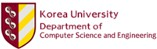 Korea University
Department of
Computer Science and Engineering